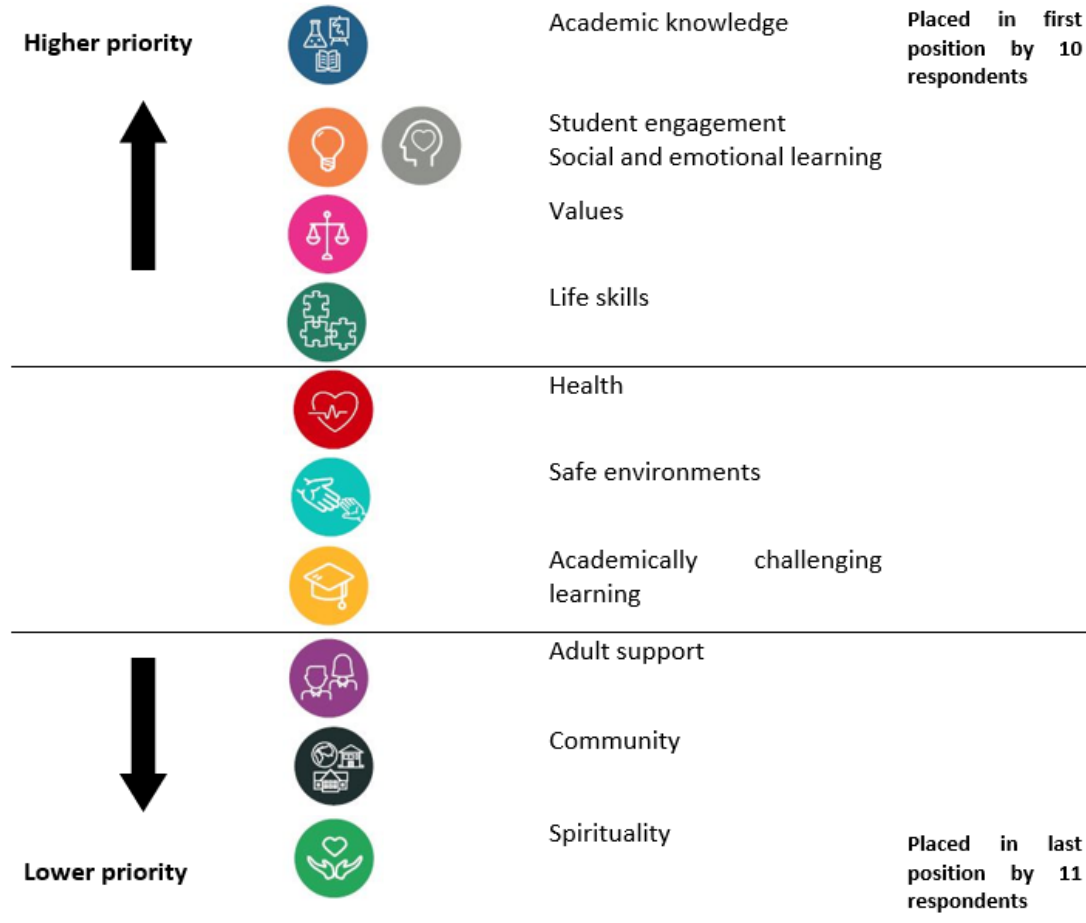 Higher priority
Academic knowledge
Placed in first
position by 10
respondents
Student engagement
Social and emotional learning
Values
Life skills
Health
Safe environments
Academically challenging
learning
Adult support
Community
Spirituality
Lower priority
Placed in last
position by 11
respondents